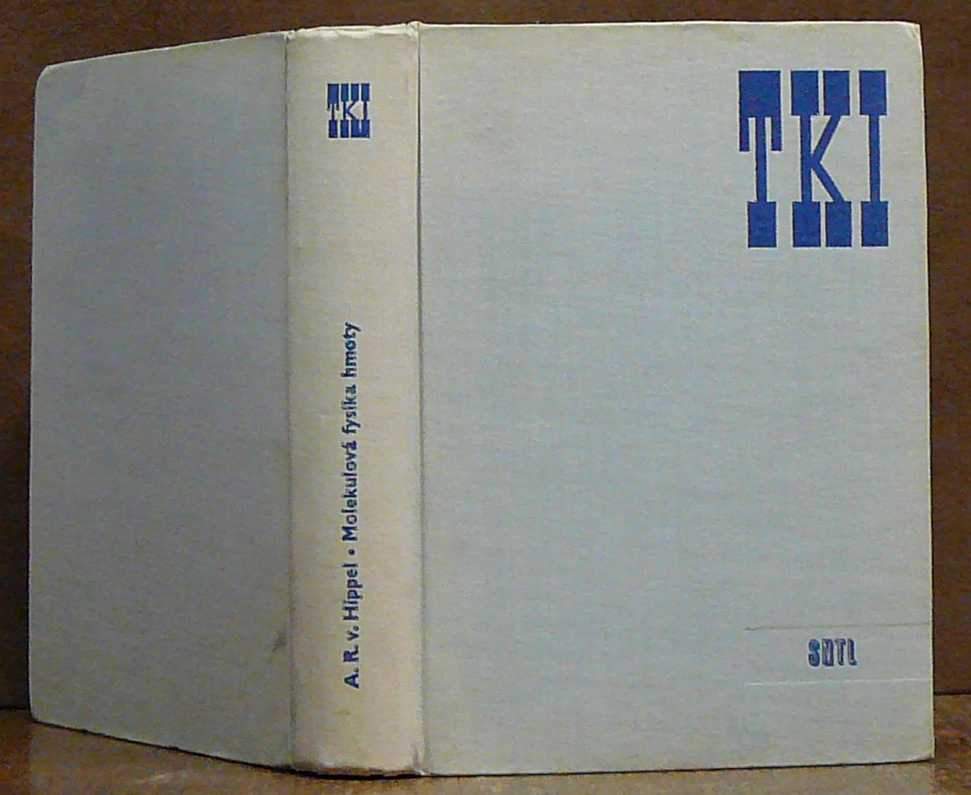 TKI
A. R. v. Hippel • Molekulová fysika hmoty
TKI
SNTL